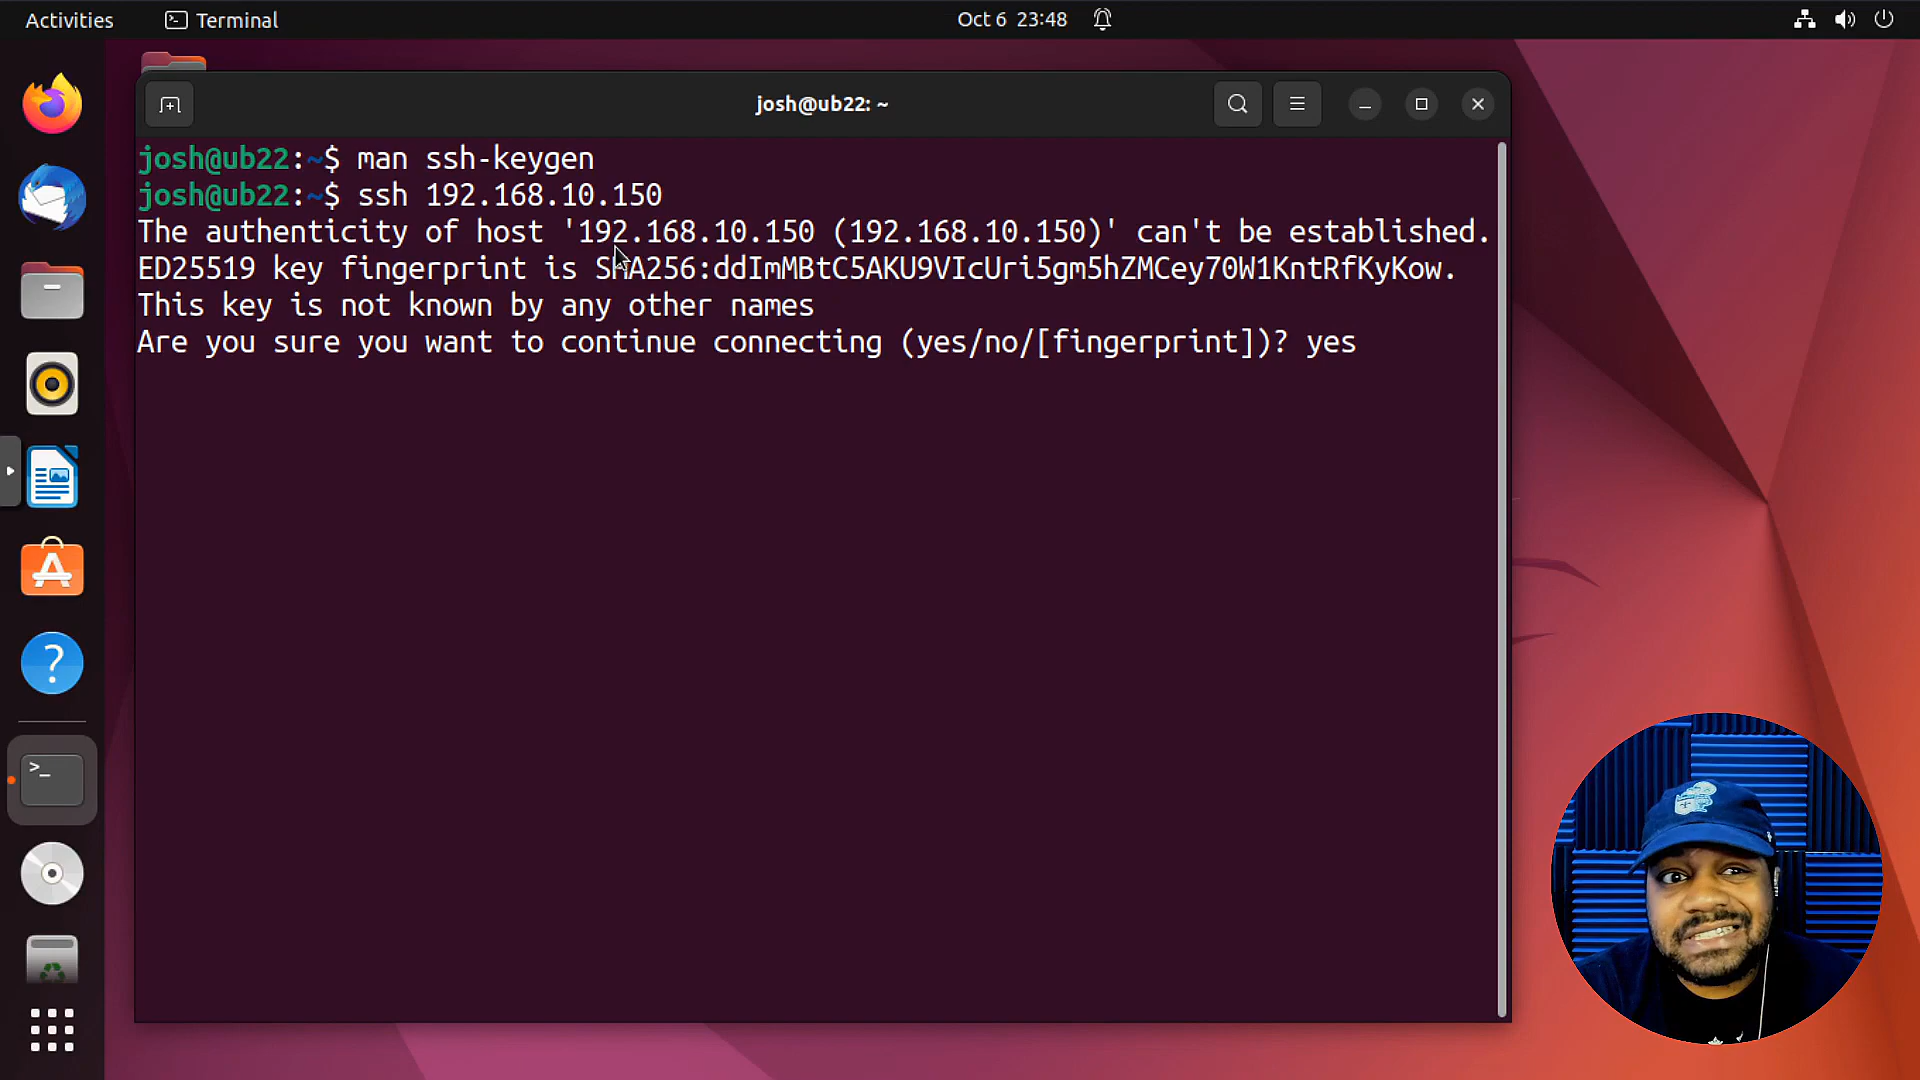 Activities
Terminal
Oct 6 23:48
josh@ub22: ~
josh@ub22:~$ man ssh-keygen
josh@ub22:~$ ssh 192.168.10.150
The authenticity of host '192.168.10.150 (192.168.10.150)' can't be established.
ED25519 key fingerprint is SHA256:ddImMBtC5AKU9VIcUri5gm5hZMCey70W1KntRfKyKow.
This key is not known by any other names
Are you sure you want to continue connecting (yes/no/[fingerprint])? yes